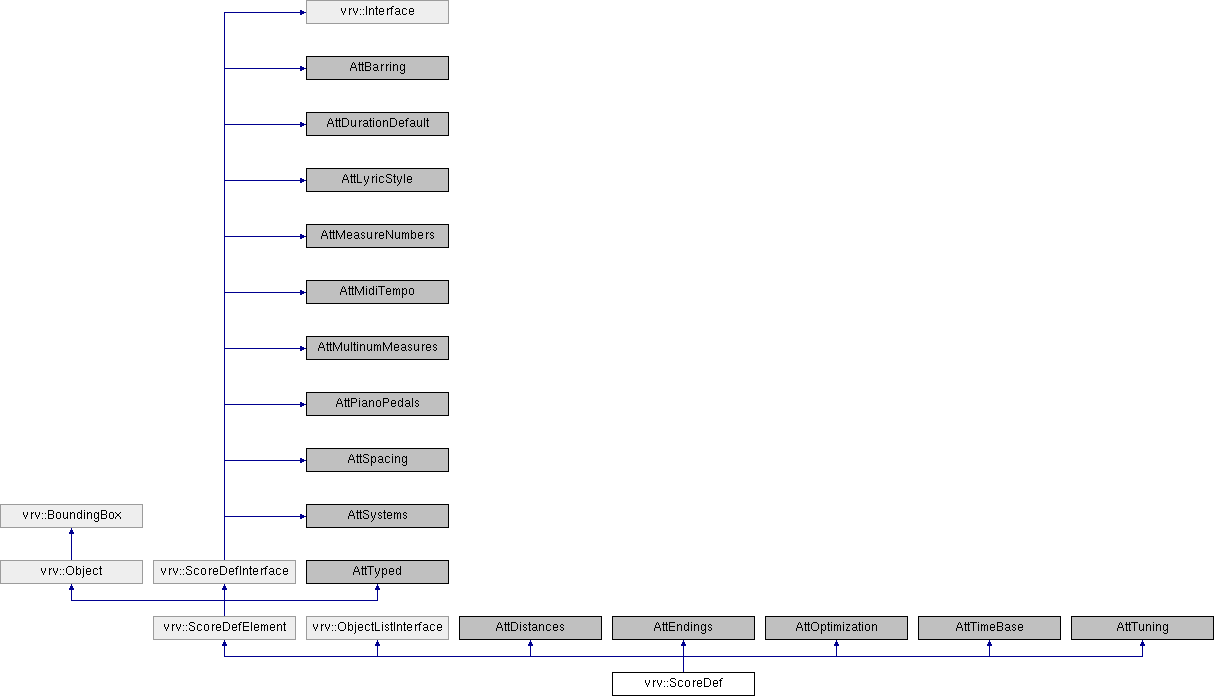 vrv::Interface
AttBarring
AttDurationDefault
AttLyricStyle
AttMeasureNumbers
AttMidiTempo
AttMultinumMeasures
AttPianoPedals
AttSpacing
vrv::BoundingBox
AttSystems
vrv::Object
vrv::ScoreDefInterface
AttTyped
vrv::ScoreDefElement
vrv::ObjectListInterface
AttDistances
AttEndings
AttOptimization
AttTimeBase
AttTuning
vrv::ScoreDef